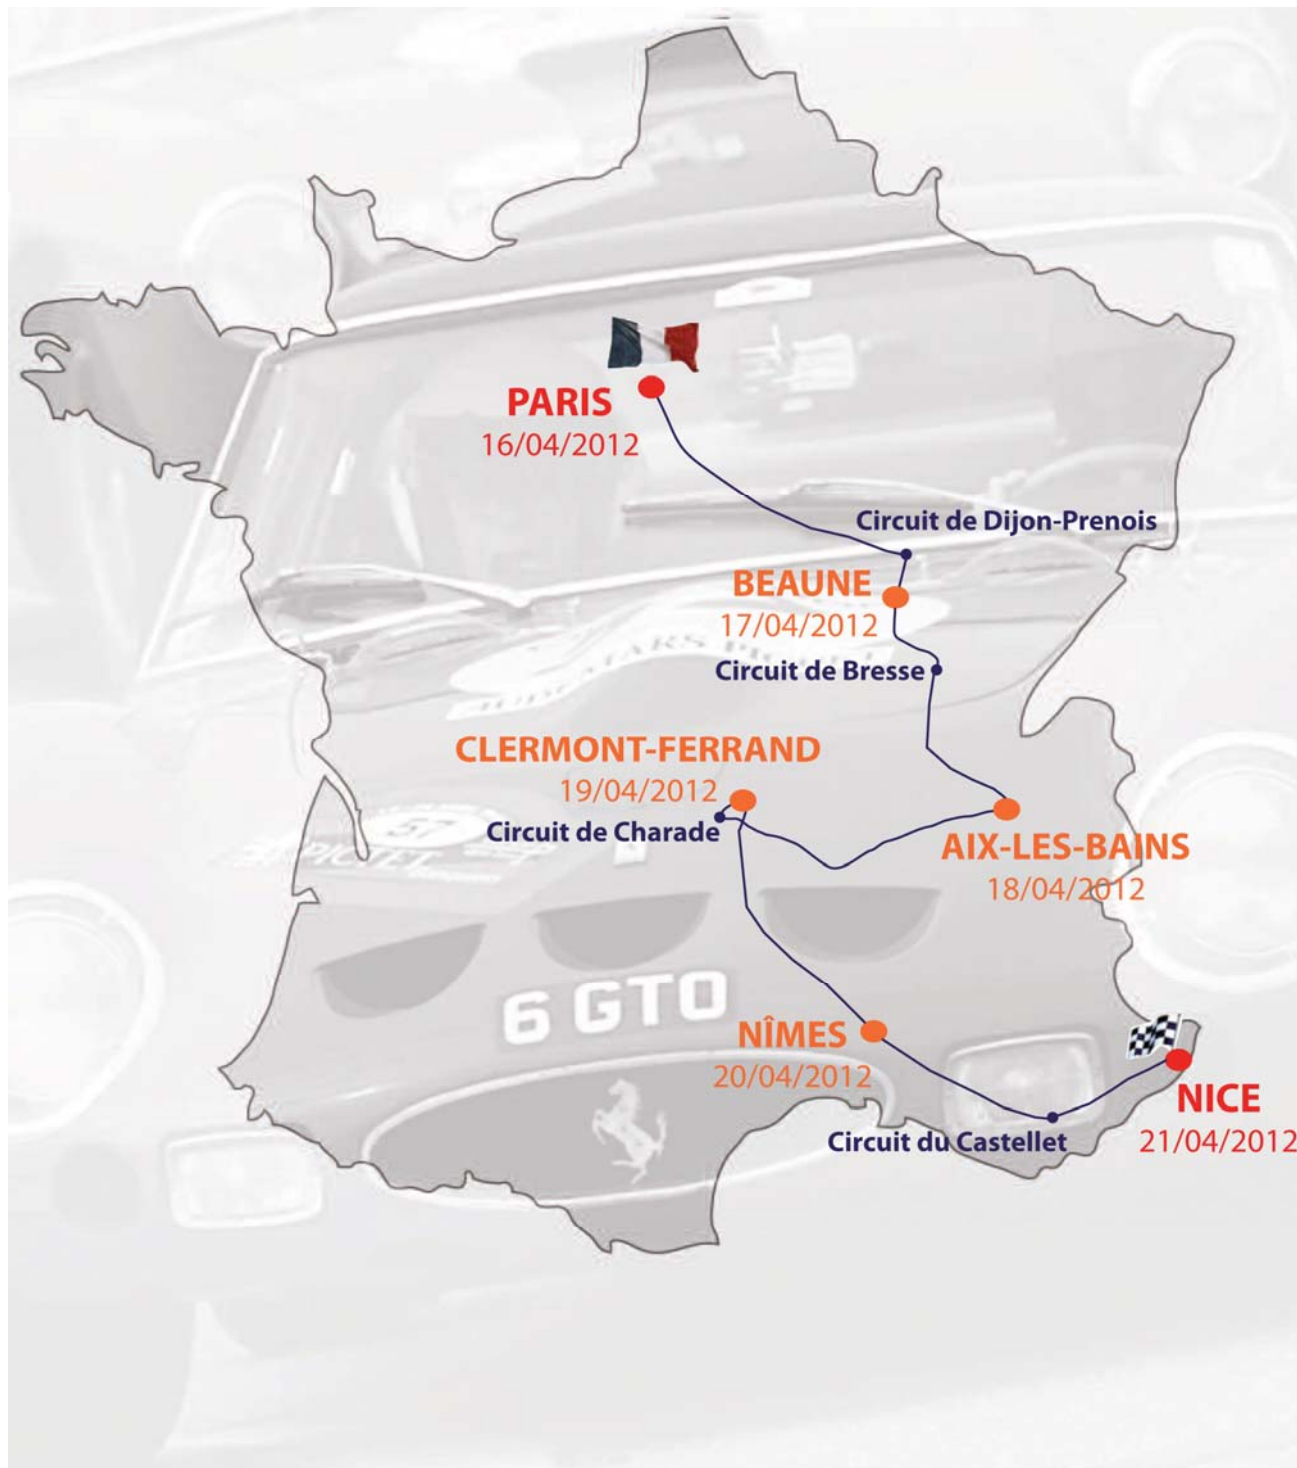 PARIS
16/04/2012
Circuit de Dijon-Prenois
BEAUNE
17/04/2012
Circuit de Bresse
CLERMONT-FERRAND
19/04/2012
Circuit de Charade
57
AIX-LES-BAINS
18/04/2012
6 GTO
NÎMES
20/04/2012
NICE
21/04/2012
Circuit du Castellet